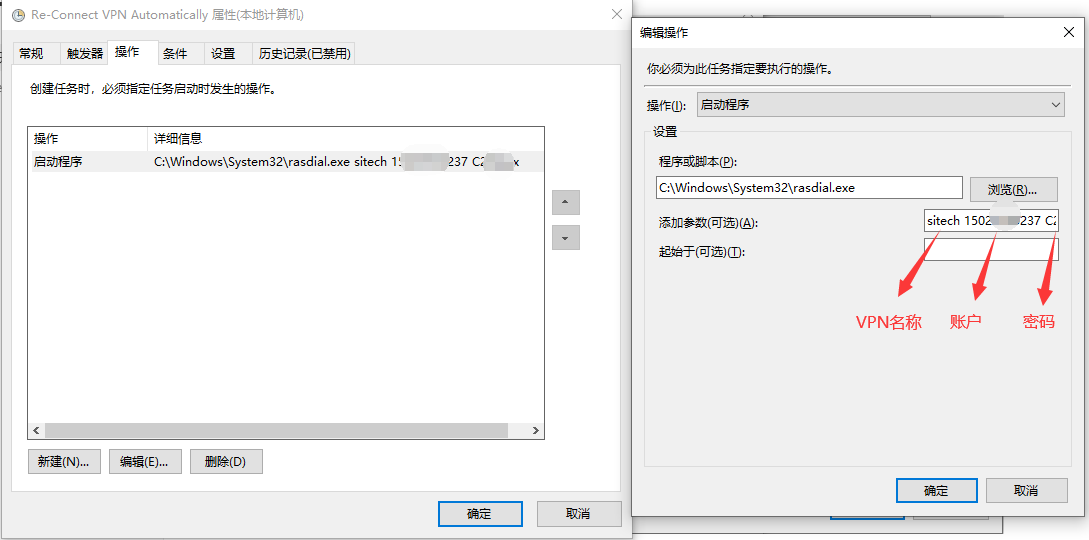 Re-Connect VPN Automatically 属性(本地计算机)
常规 触发器 操作 条件 设置 历史记录(已禁用)
创建任务时，必须指定任务启动时发生的操作。
操作 详细信息
启动程序 C:\Windows\System32\rasdial.exe sitech 15 237 C2 x
新建(N)... 编辑(E)... 删除(D)
确定 取消
编辑操作
你必须为此任务指定要执行的操作。
操作(I): 启动程序
设置
程序或脚本(P):
C:\Windows\System32\rasdial.exe 浏览(R)...
添加参数(可选)(A): sitech 1502 237 C2
起始于(可选)(T):
VPN名称 账户 密码
确定 取消